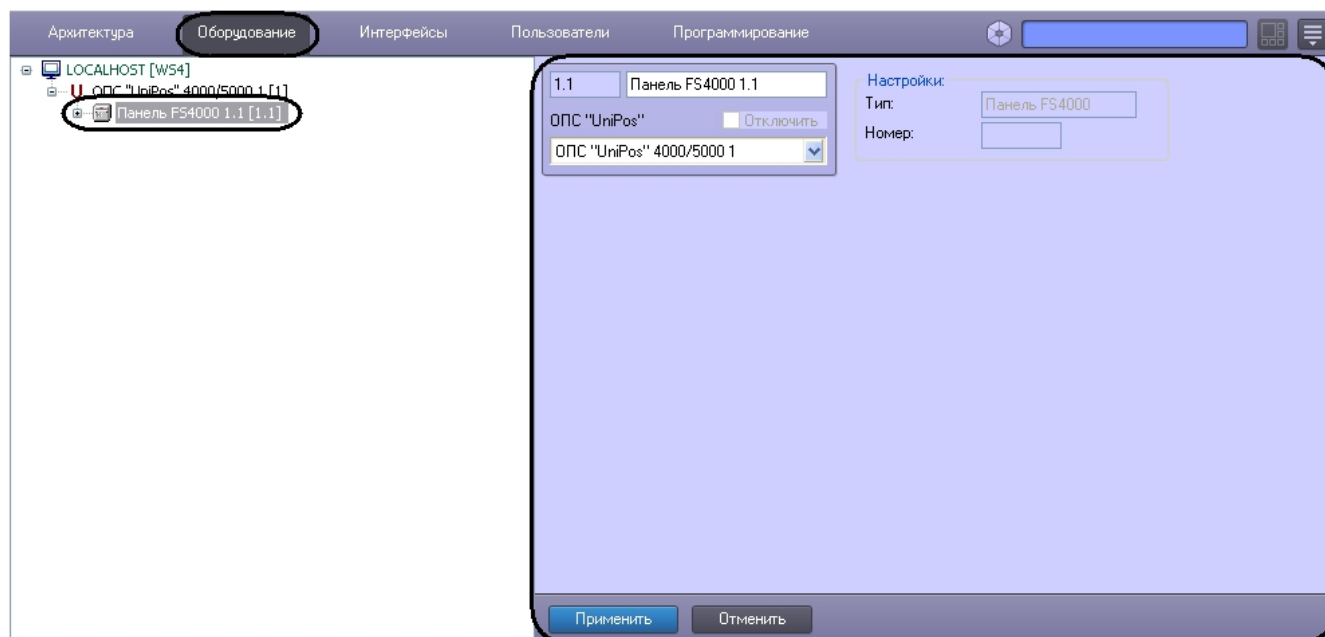 Архитектура Оборудование Интерфейсы Пользователи Программирование
LOCALHOST [WS4]
ОПС "UniPos" 4000/5000 1 [1]
Панель FS4000 1.1 [1.1]
1.1 Панель FS4000 1.1
ОПС "UniPos" Отключить
ОПС "UniPos" 4000/5000 1
Настройки:
Тип: Панель FS4000
Номер:
Применить Отменить